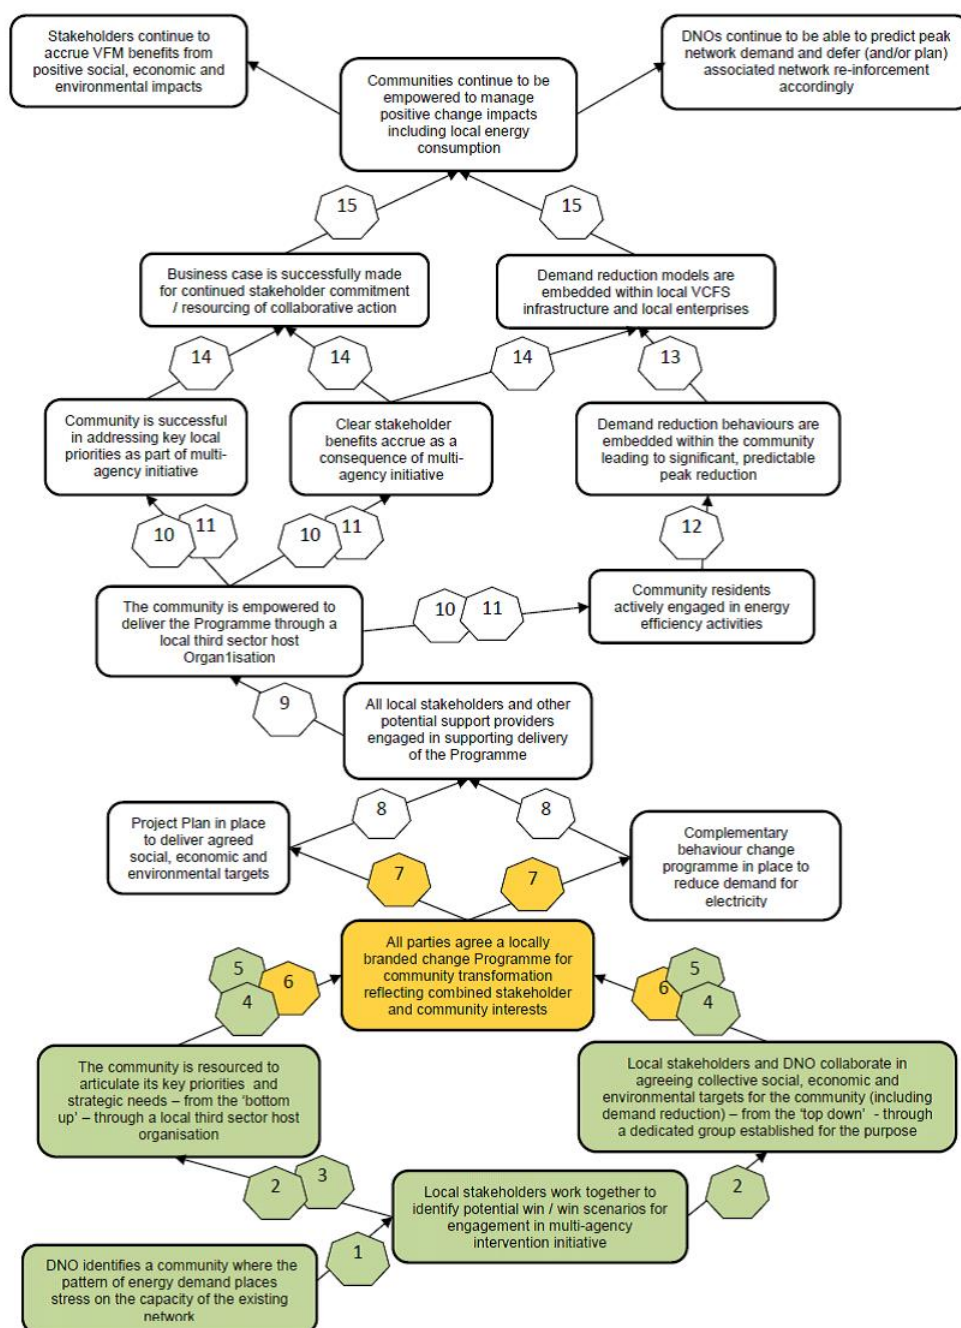 Stakeholders continue to
accrue VFM benefits from
positive social, economic and
environmental impacts
DNOs continue to be able to predict peak
network demand and defer (and/or plan)
associated network re-inforcement
accordingly
Communities continue to be
empowered to manage
positive change impacts
including local energy
consumption
15
15
Business case is successfully made
for continued stakeholder commitment
/ resourcing of collaborative action
Demand reduction models are
embedded within local VCFS
infrastructure and local enterprises
14
14
14
13
Community is successful
in addressing key local
priorities as part of multi-
agency initiative
Clear stakeholder
benefits accrue as a
consequence of multi-
agency initiative
Demand reduction behaviours are
embedded within the community
leading to significant, predictable
peak reduction
10
11
10
11
12
The community is empowered to
deliver the Programme through a
local third sector host
Organ1isation
10
11
Community residents
actively engaged in energy
efficiency activities
9
All local stakeholders and other
potential support providers
engaged in supporting delivery
of the Programme
8
8
Project Plan in place
to deliver agreed
social, economic and
environmental targets
Complementary
behaviour change
programme in place to
reduce demand for
electricity
7
7
All parties agree a locally
branded change Programme for
community transformation
reflecting combined stakeholder
and community interests
5
4
6
6
5
4
The community is resourced to
articulate its key priorities and
strategic needs – from the ‘bottom
up’ – through a local third sector host
organisation
Local stakeholders and DNO collaborate in
agreeing collective social, economic and
environmental targets for the community (including
demand reduction) – from the ‘top down’ - through
a dedicated group established for the purpose
2
3
2
Local stakeholders work together to
identify potential win / win scenarios for
engagement in multi-agency
intervention initiative
1
DNO identifies a community where the
pattern of energy demand places
stress on the capacity of the existing
network